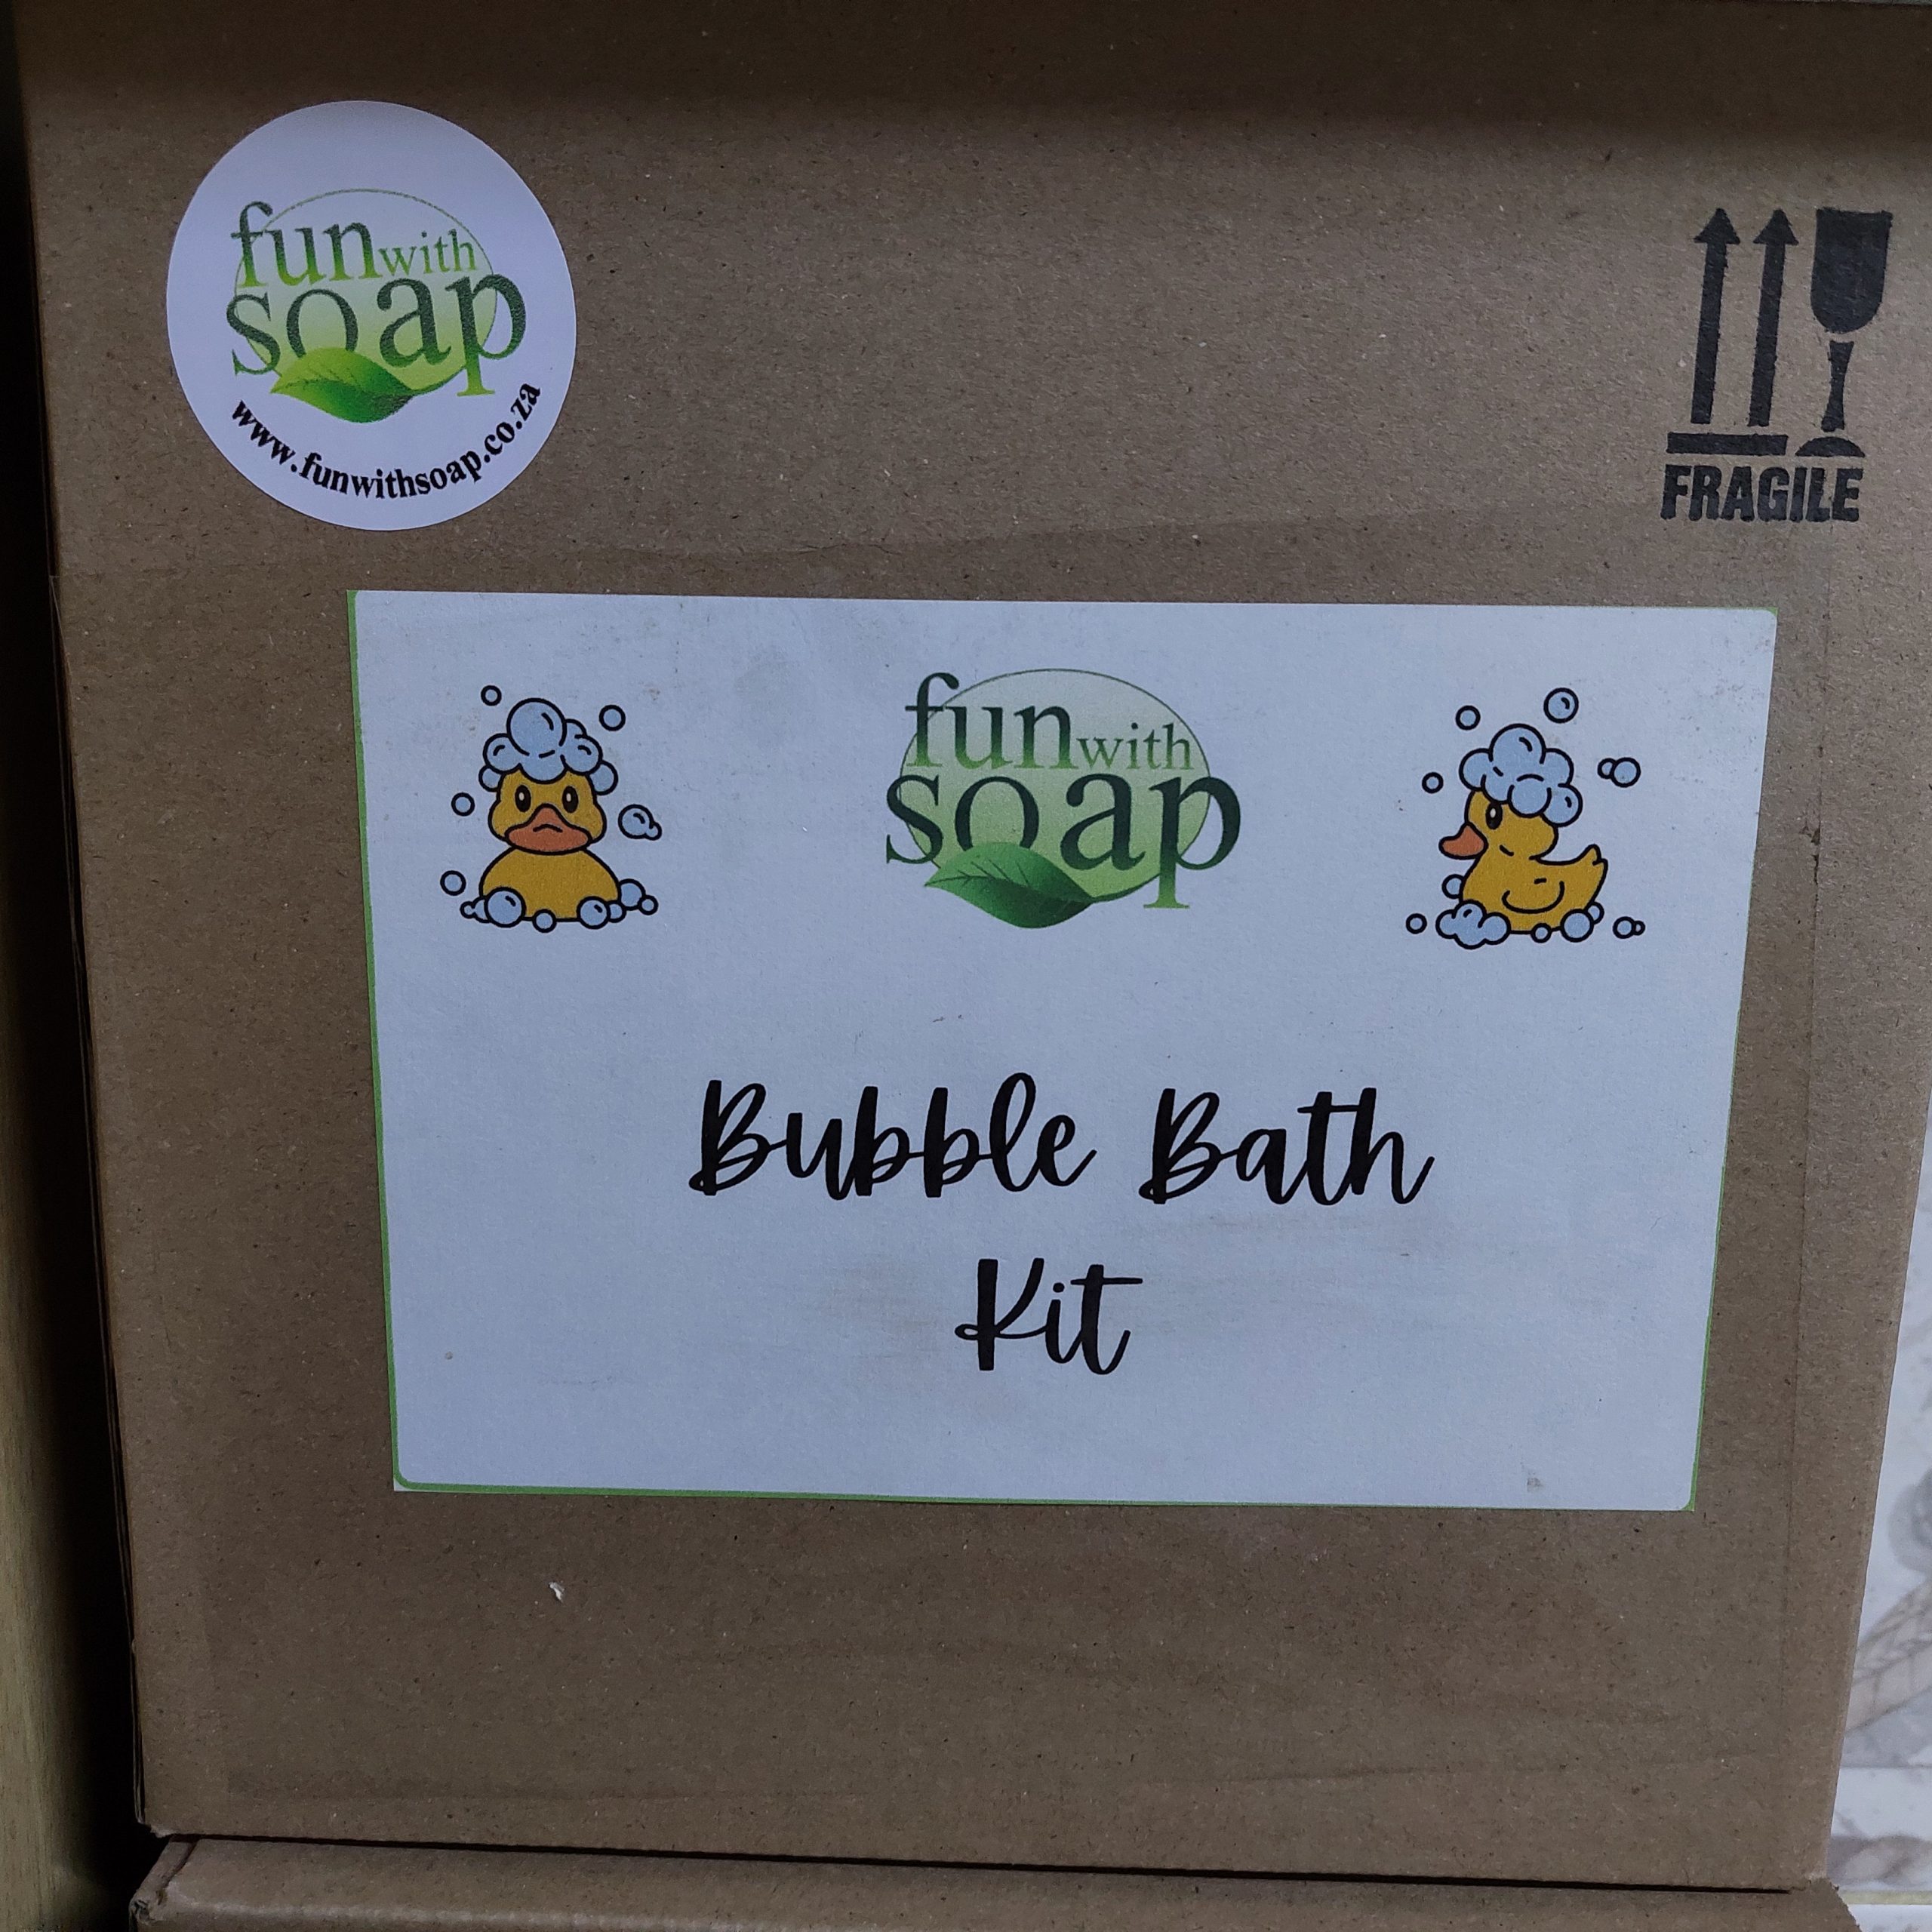 fun with
soap
www.funwithsoap.co.za
FRAGILE
fun with
soap
Bubble Bath
Kit